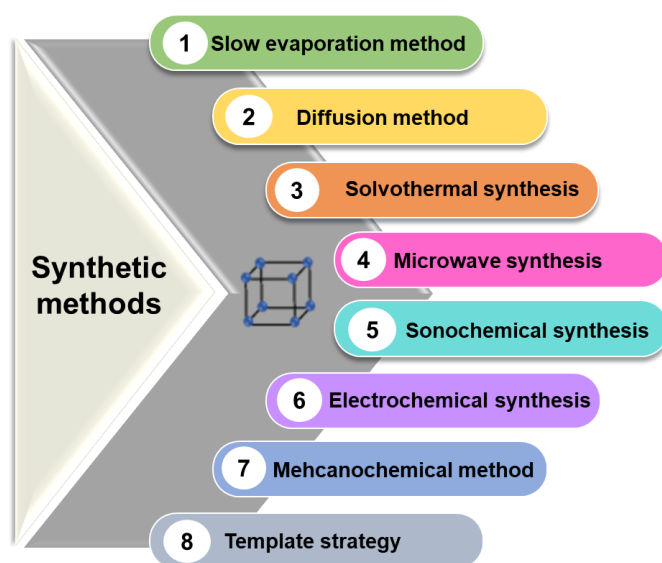 1 Slow evaporation method
2 Diffusion method
3 Solvothermal synthesis
Synthetic
methods
4 Microwave synthesis
5 Sonochemical synthesis
6 Electrochemical synthesis
7 Mehcanochemical method
8 Template strategy